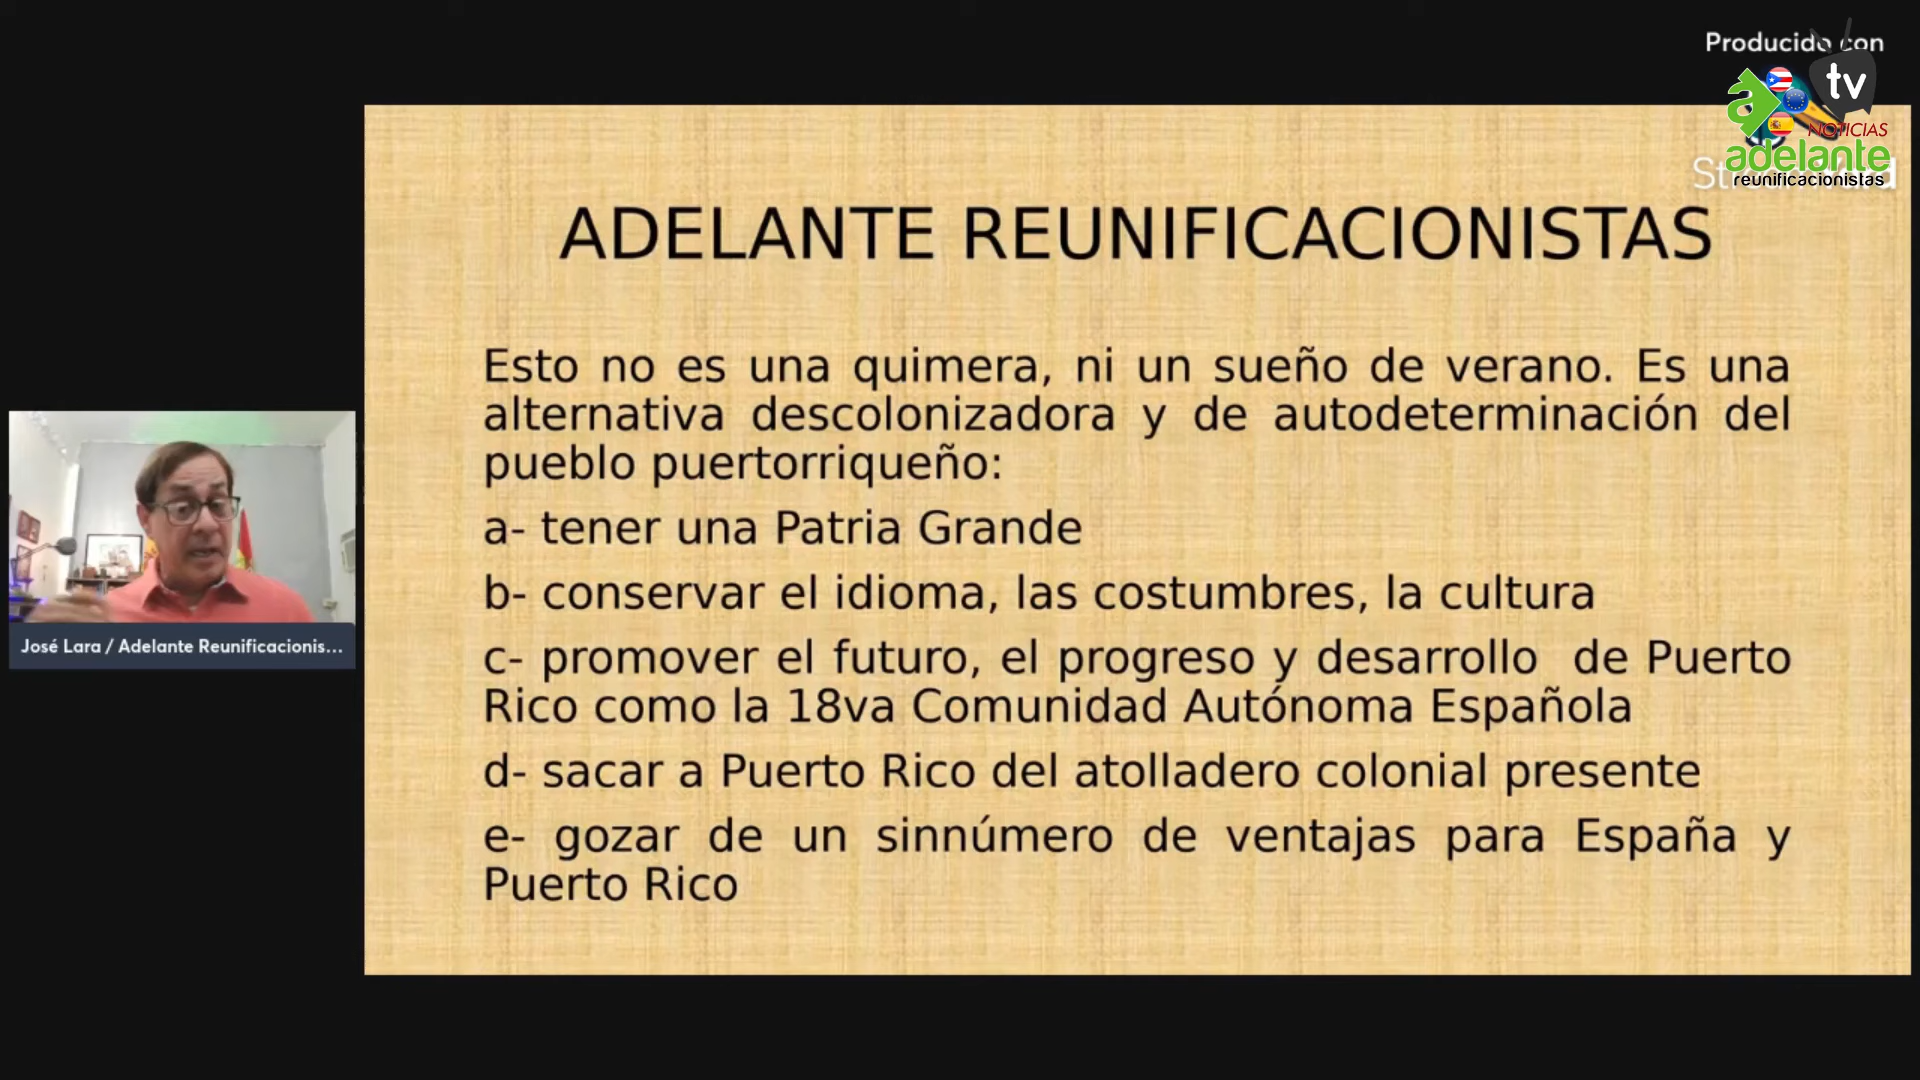 Producido con
a
tv
NOTICIAS
adelante
reunificacionistas
ADELANTE REUNIFICACIONISTAS
Esto no es una quimera, ni un sueño de verano. Es una
alternativa descolonizadora y de autodeterminación del
pueblo puertorriqueño:
a- tener una Patria Grande
b- conservar el idioma, las costumbres, la cultura
c- promover el futuro, el progreso y desarrollo de Puerto
Rico como la 18va Comunidad Autónoma Española
d- sacar a Puerto Rico del atolladero colonial presente
e- gozar de un sinnúmero de ventajas para España y
Puerto Rico
José Lara / Adelante Reunificacionis...